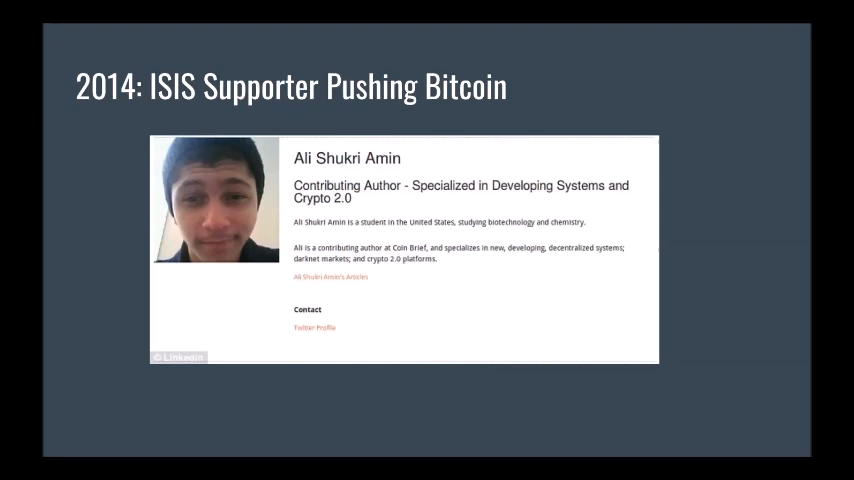 2014: ISIS Supporter Pushing Bitcoin
Ali Shukri Amin
Contributing Author - Specialized in Developing Systems and
Crypto 2.0
Ali Shukri Amin is a student in the United States, studying biotechnology and chemistry.
Ali is a contributing author at Coin Brief, and specializes in new, developing, decentralized systems;
darknet markets; and crypto 2.0 platforms.
Ali Shukri Amin's Articles
Contact
Twitter Profile
© Linkedin